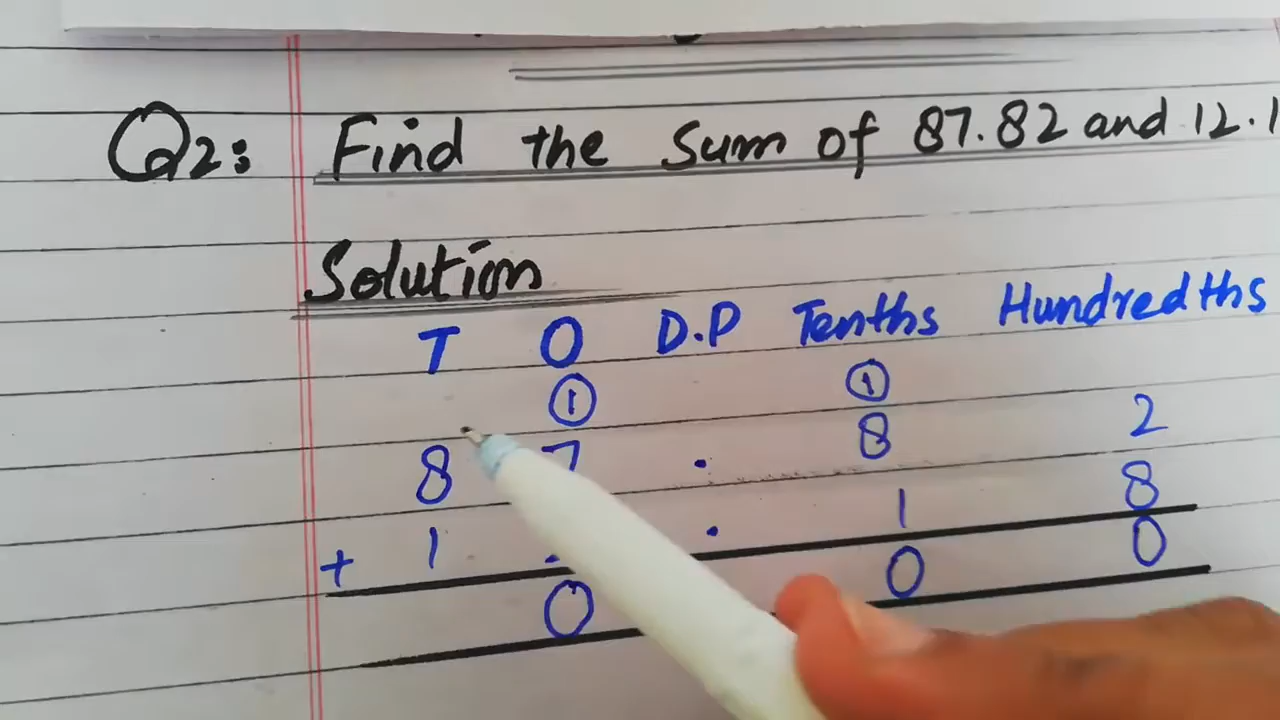 Q2: Find the sum of 87.82 and 12.1
Solution
T O D.P Tenths Hundredths
1 1
8 7 . 8 2
+ 1 . 1 8
0 0 0